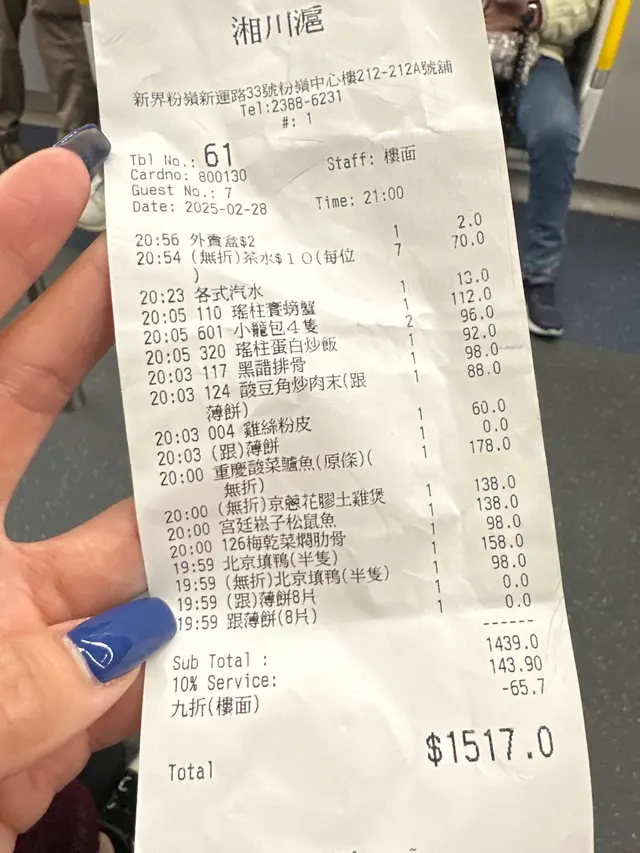 湘川滬
新界粉嶺新運路33號粉嶺中心樓212-212A號舖
Tel:2388-6231
#: 1
Tbl No.: 61 Staff: 樓面
Cardno: 800130
Guest No.: 7
Date: 2025-02-28 Time: 21:00
20:56 外賣盒$2 1 2.0
20:54 (無折)茶水$10(每位 7 70.0
)
20:23 各式汽水 1 13.0
20:05 110 瑤柱賽螃蟹 1 112.0
20:05 601 小籠包4隻 2 96.0
20:05 320 瑤柱蛋白炒飯 1 92.0
20:03 117 黑醋排骨 1 98.0
20:03 124 酸豆角炒肉末(跟 1 88.0
薄餅)
20:03 004 雞絲粉皮 1 60.0
20:03 (跟)薄餅 1 0.0
20:00 重慶酸菜鱸魚(原條)( 1 178.0
無折)
20:00 (無折)京蔥花膠土雞煲 1 138.0
20:00 宮廷崧子松鼠魚 1 138.0
20:00 126梅乾菜燜肋骨 1 98.0
19:59 北京填鴨(半隻) 1 158.0
19:59 (無折)北京填鴨(半隻) 1 98.0
19:59 (跟)薄餅8片 1 0.0
19:59 跟薄餅(8片) 1 0.0
------
Sub Total : 1439.0
10% Service: 143.90
九折(樓面) -65.7
Total $1517.0